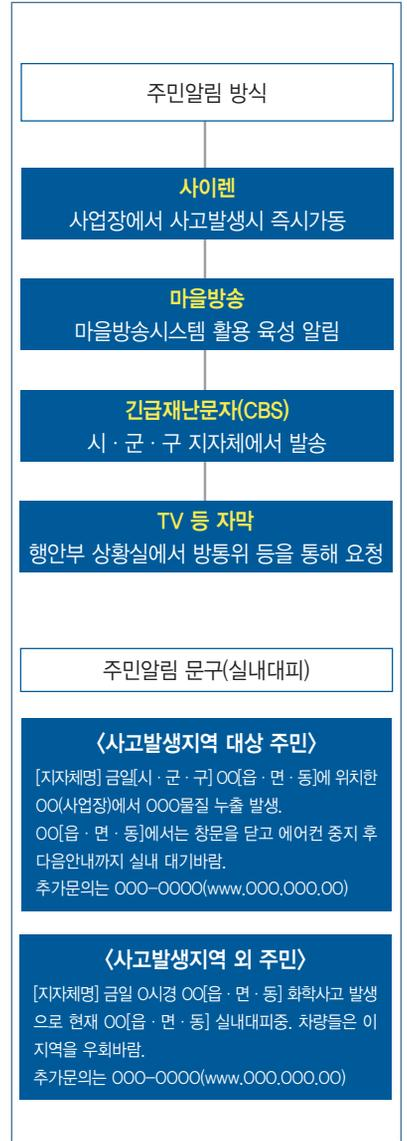 주민알림 방식
사이렌
사업장에서 사고발생시 즉시가동
마을방송
마을방송시스템 활용 육성 알림
긴급재난문자(CBS)
시 · 군 · 구 지자체에서 발송
TV 등 자막
행안부 상황실에서 방통위 등을 통해 요청
주민알림 문구(실내대피)
〈사고발생지역 대상 주민〉
[지자체명] 금일[시 · 군 · 구] OO[읍 · 면 · 동]에 위치한
OO(사업장)에서 OOO물질 누출 발생.
OO[읍 · 면 · 동]에서는 창문을 닫고 에어컨 중지 후
다음안내까지 실내 대기바람.
추가문의는 OOO-OOOO(www.OOO.OOO.OO)
〈사고발생지역 외 주민〉
[지자체명] 금일 O시경 OO[읍 · 면 · 동] 화학사고 발생
으로 현재 OO[읍 · 면 · 동] 실내대피중. 차량들은 이
지역을 우회바람.
추가문의는 OOO-OOOO(www.OOO.OOO.OO)